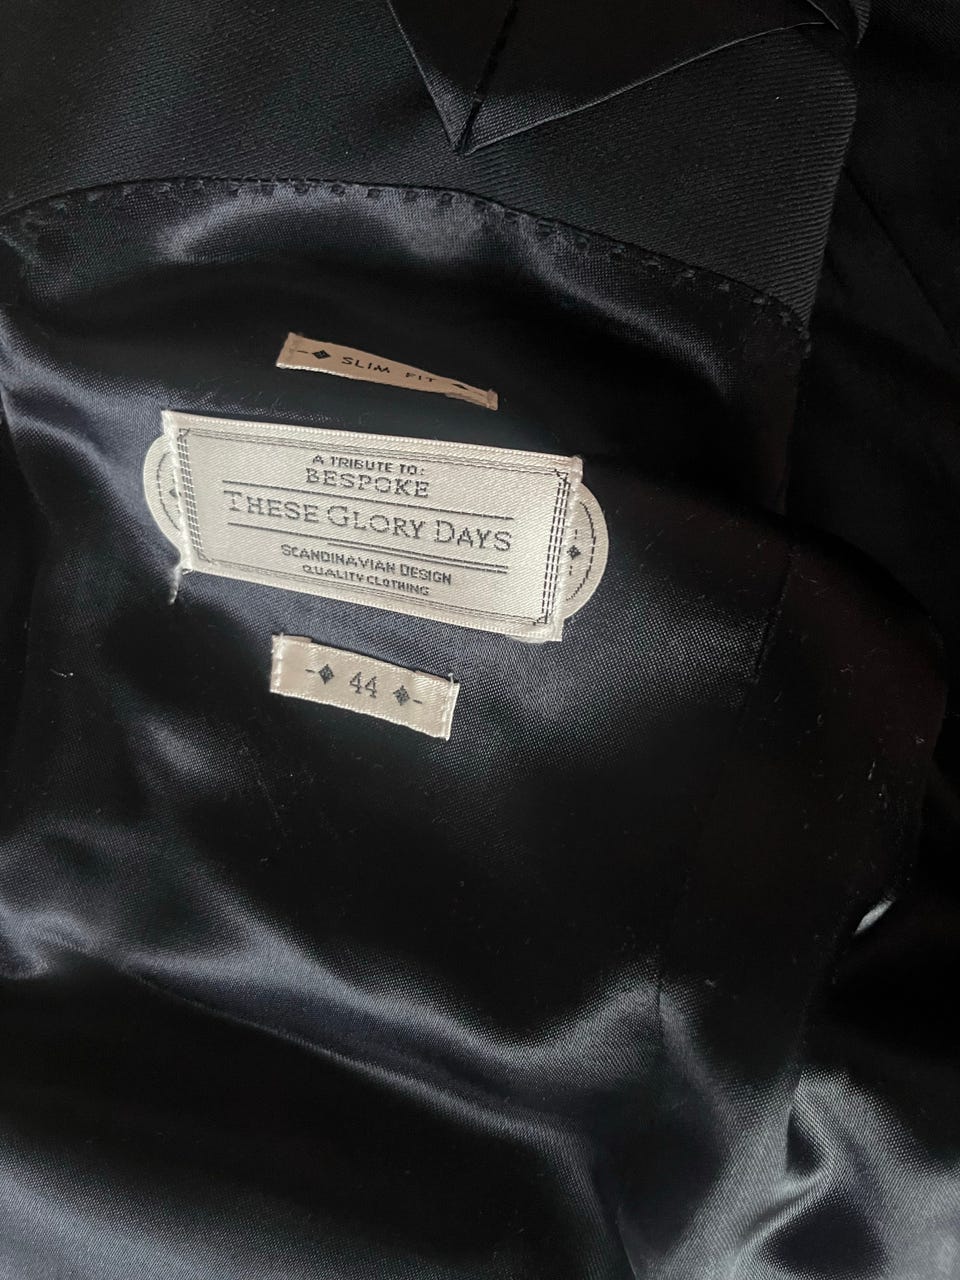 SLIM FIT
A TRIBUTE TO:
BESPOKE
THESE GLORY DAYS
SCANDINAVIAN DESIGN
QUALITY CLOTHING
44